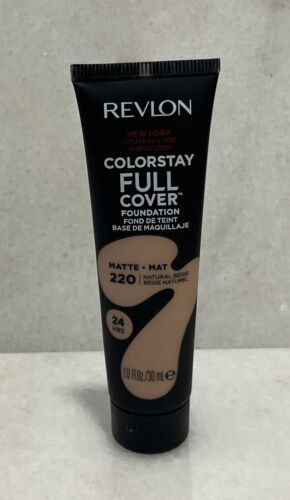 REVLON
NEW LOOK
NOUVEAU LOOK
NUEVO LOOK
COLORSTAY
FULL
COVER™
FOUNDATION
FOND DE TEINT
BASE DE MAQUILLAJE
MATTE • MAT
220 | NATURAL BEIGE
BEIGE NATUREL
24
HRS
1.0 Fl.Oz./30 mL e